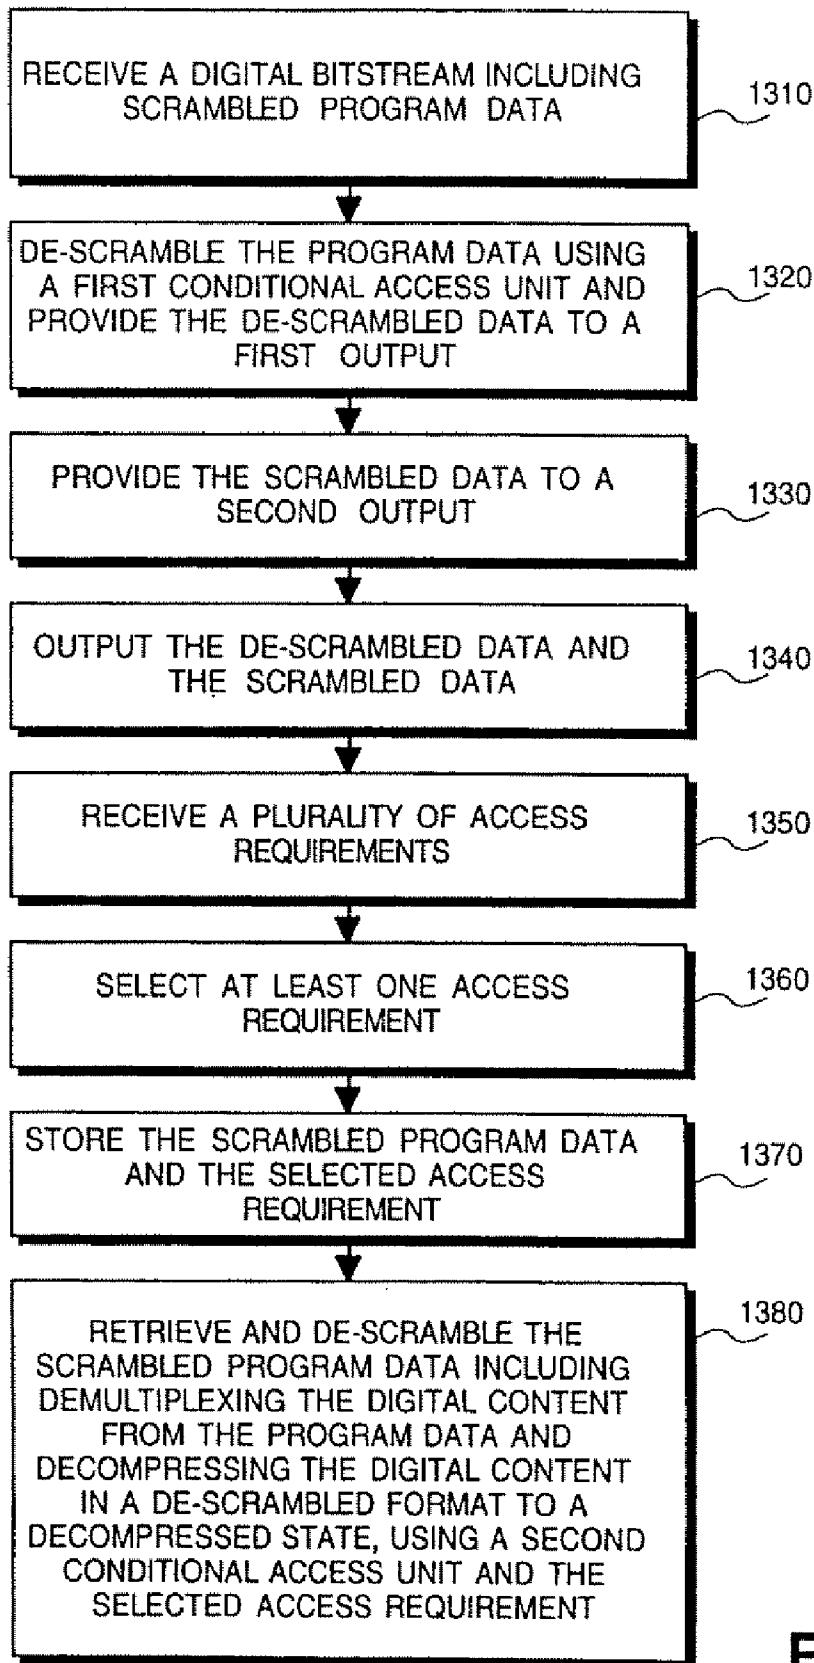 RECEIVE A DIGITAL BITSTREAM INCLUDING
SCRAMBLED PROGRAM DATA
1310
DE-SCRAMBLE THE PROGRAM DATA USING
A FIRST CONDITIONAL ACCESS UNIT AND
PROVIDE THE DE-SCRAMBLED DATA TO A
FIRST OUTPUT
1320
PROVIDE THE SCRAMBLED DATA TO A
SECOND OUTPUT
1330
OUTPUT THE DE-SCRAMBLED DATA AND
THE SCRAMBLED DATA
1340
RECEIVE A PLURALITY OF ACCESS
REQUIREMENTS
1350
SELECT AT LEAST ONE ACCESS
REQUIREMENT
1360
STORE THE SCRAMBLED PROGRAM DATA
AND THE SELECTED ACCESS
REQUIREMENT
1370
RETRIEVE AND DE-SCRAMBLE THE
SCRAMBLED PROGRAM DATA INCLUDING
DEMULTIPLEXING THE DIGITAL CONTENT
FROM THE PROGRAM DATA AND
DECOMPRESSING THE DIGITAL CONTENT
IN A DE-SCRAMBLED FORMAT TO A
DECOMPRESSED STATE, USING A SECOND
CONDITIONAL ACCESS UNIT AND THE
SELECTED ACCESS REQUIREMENT
1380